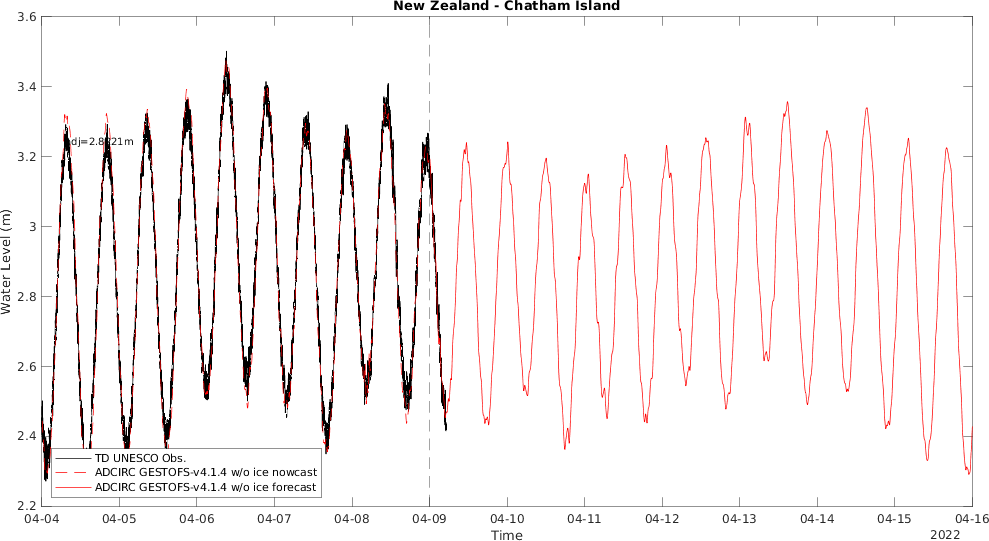 New Zealand - Chatham Island
3.6
3.4
3.2
3
2.8
2.6
2.4
2.2
Water Level (m)
TD UNESCO Obs.
ADCIRC GESTOFS-v4.1.4 w/o ice nowcast
ADCIRC GESTOFS-v4.1.4 w/o ice forecast
04-04 04-05 04-06 04-07 04-08 04-09 04-10 04-11 04-12 04-13 04-14 04-15 04-16
Time
2022